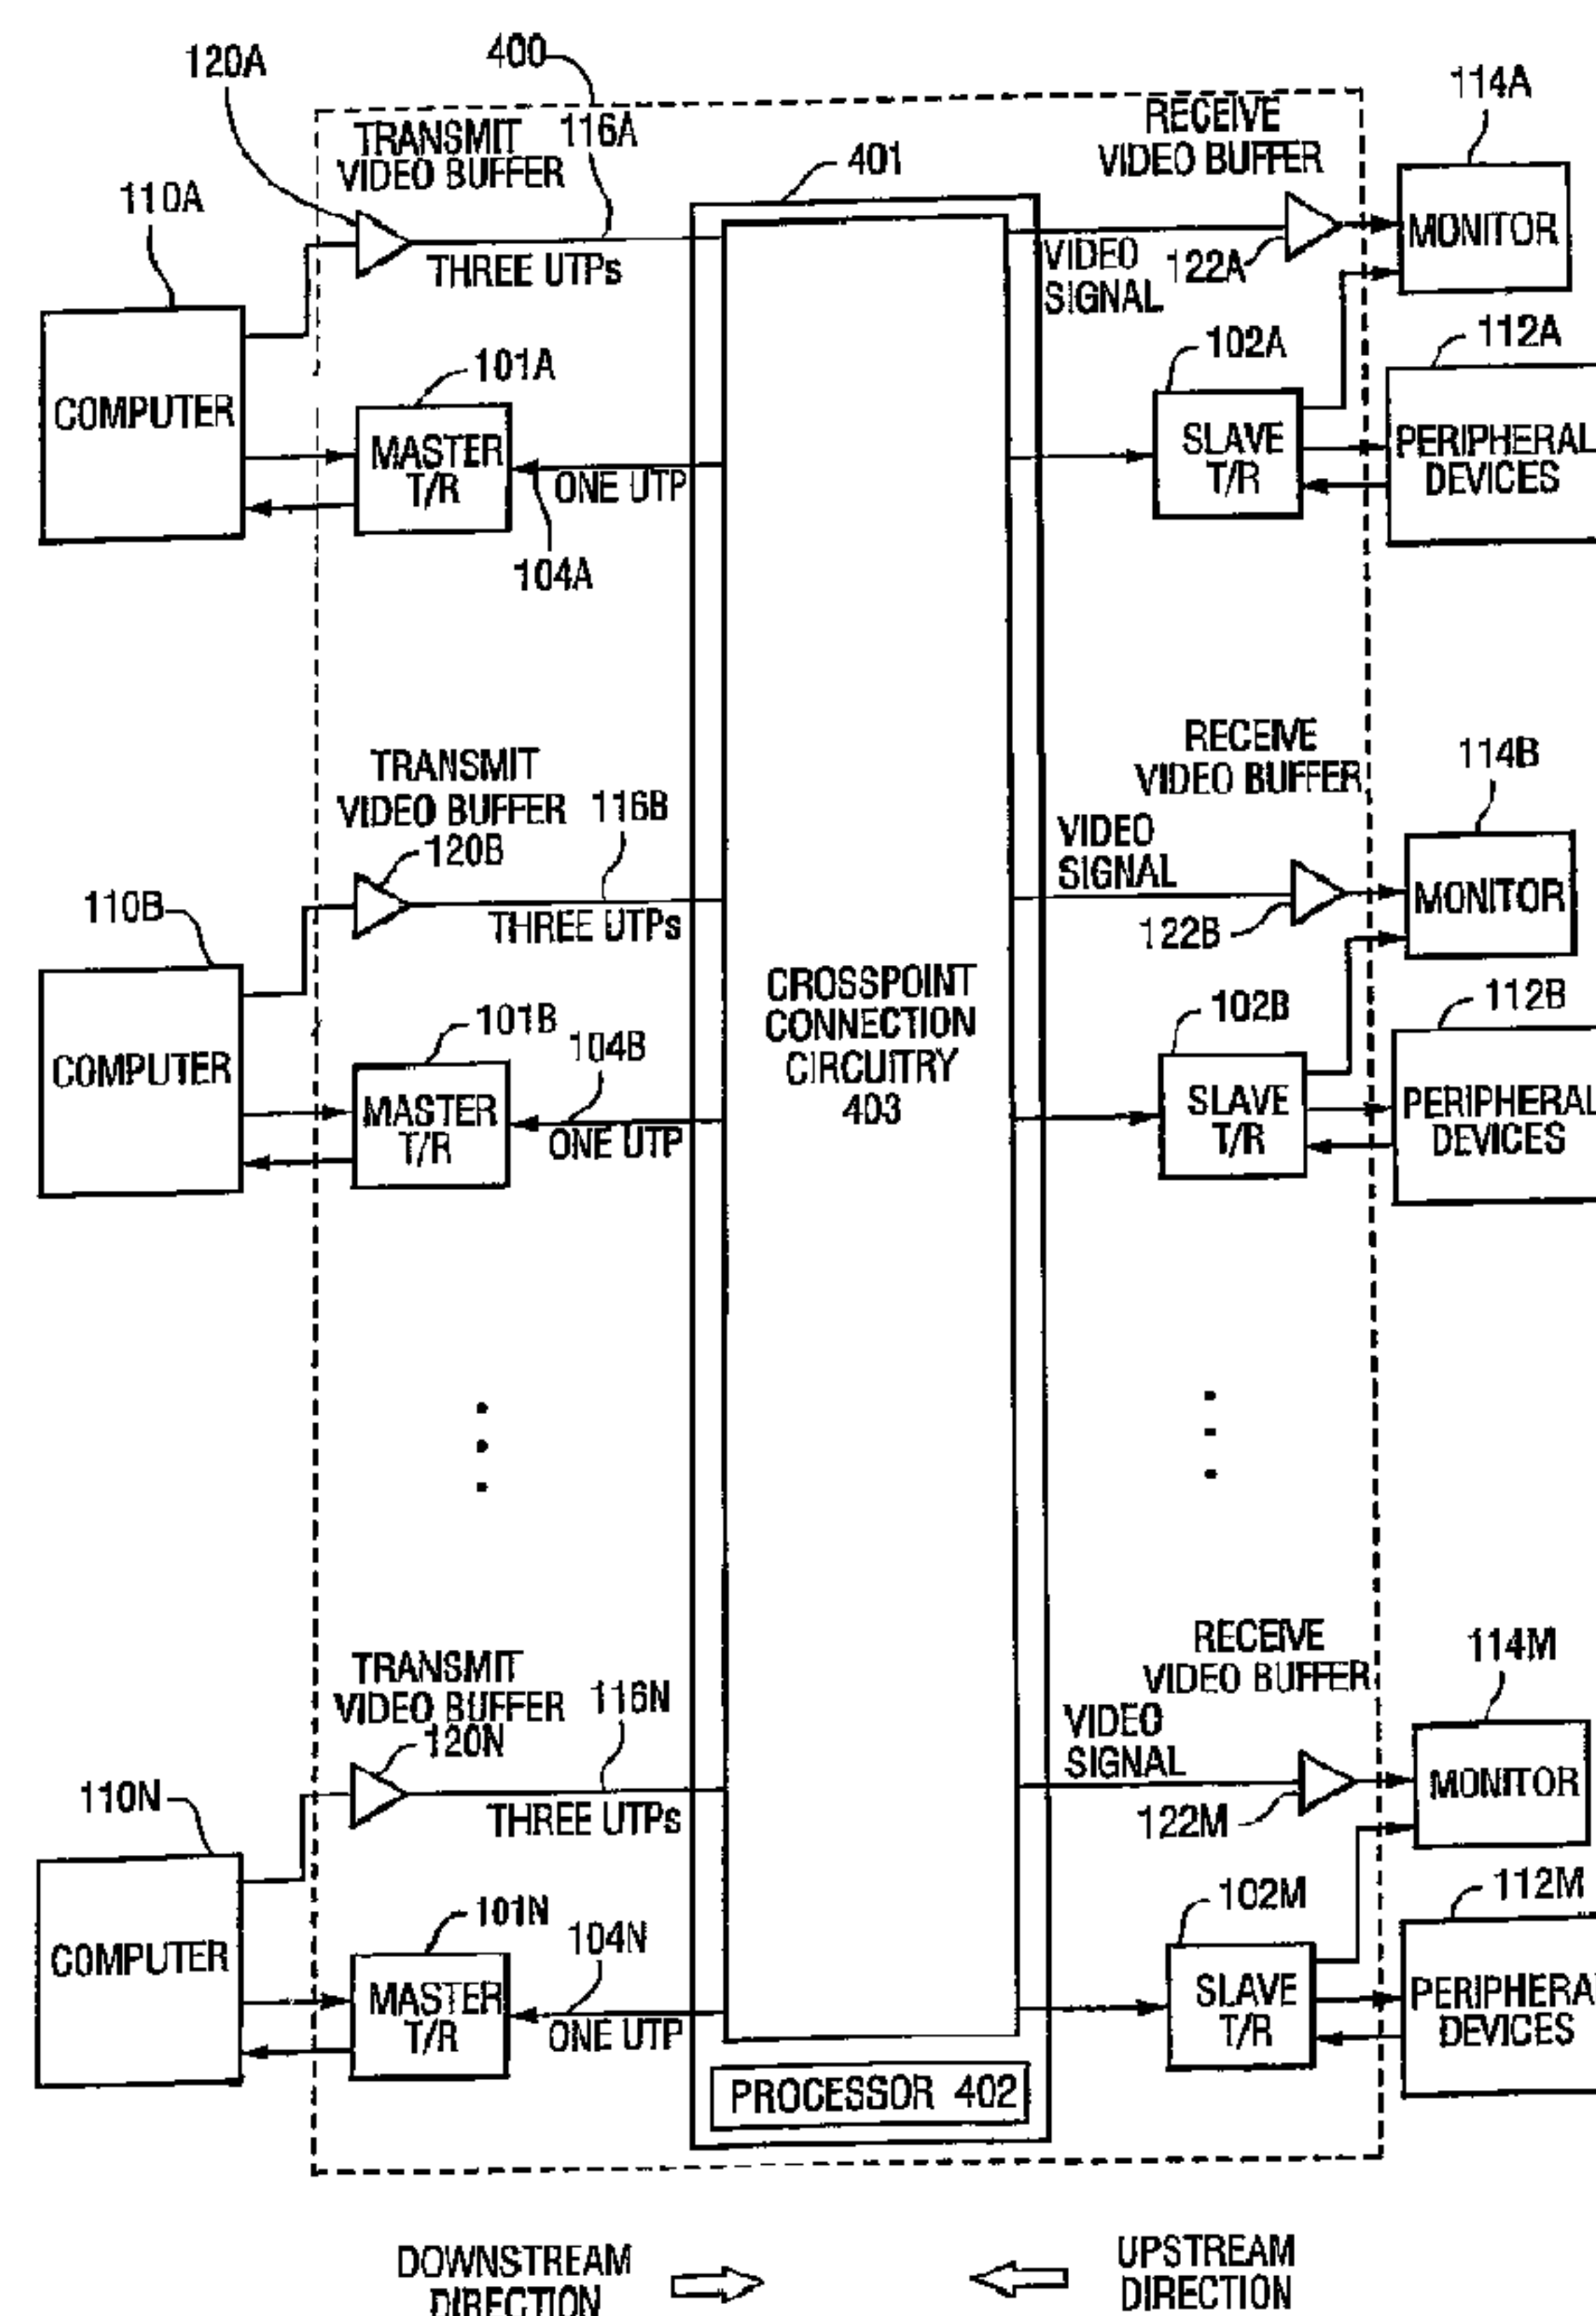 120A
400
114A
TRANSMIT
VIDEO BUFFER
116A
RECEIVE
VIDEO BUFFER
401
110A
MONITOR
THREE UTPs
VIDEO
SIGNAL
122A
112A
102A
101A
COMPUTER
MASTER
T/R
ONE UTP
SLAVE
T/R
PERIPHERAL
DEVICES
104A
TRANSMIT
VIDEO BUFFER
116B
120B
RECEIVE
VIDEO BUFFER
114B
VIDEO
SIGNAL
110B
THREE UTPs
122B
MONITOR
CROSSPOINT
CONNECTION
CIRCUITRY
403
101B
104B
102B
112B
COMPUTER
MASTER
T/R
ONE UTP
SLAVE
T/R
PERIPHERAL
DEVICES
TRANSMIT
VIDEO BUFFER
116N
120N
RECEIVE
VIDEO BUFFER
114M
VIDEO
SIGNAL
110N
THREE UTPs
122M
MONITOR
101N
104N
102M
112M
COMPUTER
MASTER
T/R
ONE UTP
SLAVE
T/R
PERIPHERA
DEVICES
PROCESSOR 402
DOWNSTREAM
DIRECTION
UPSTREAM
DIRECTION